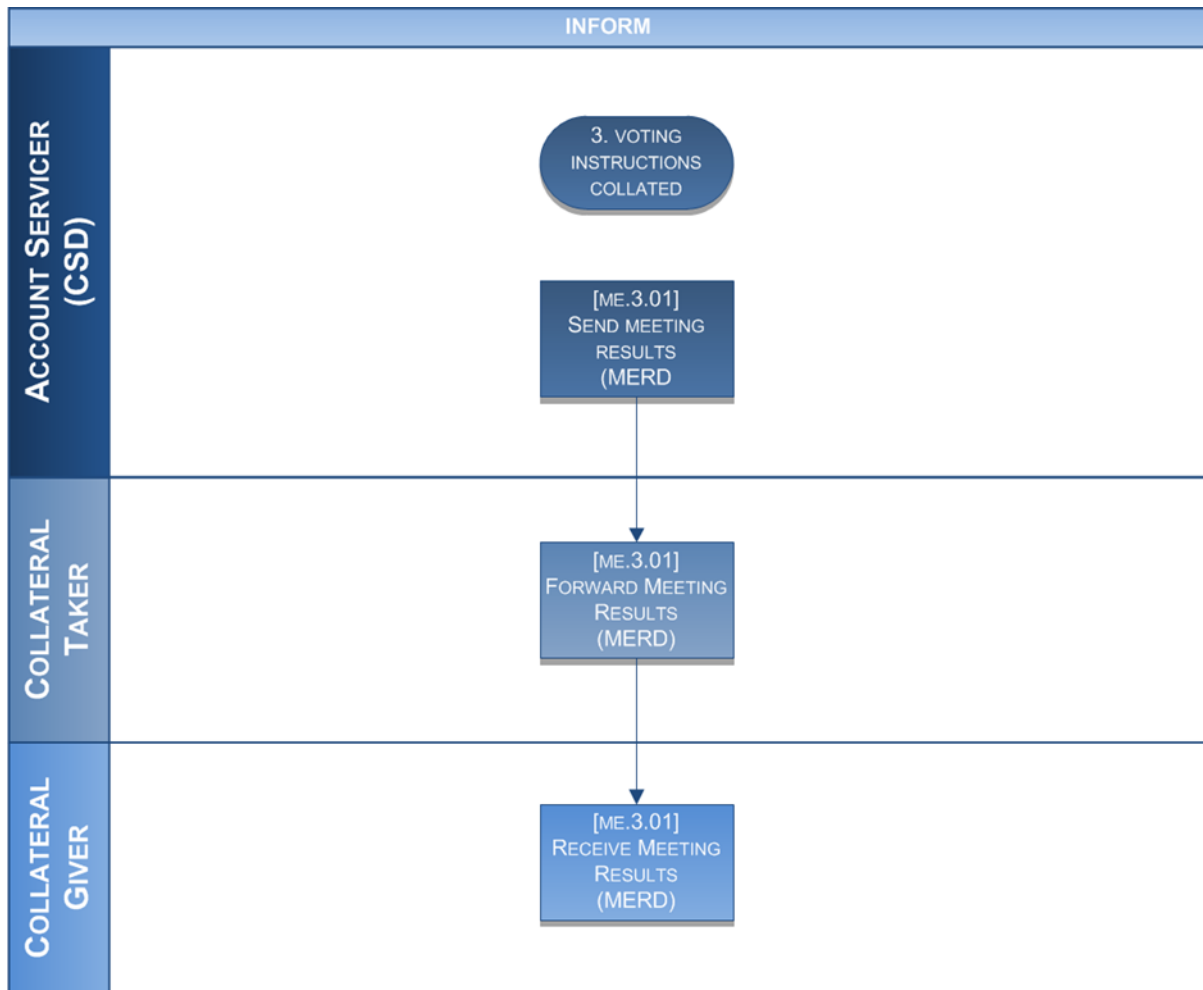 INFORM
ACCOUNT SERVICER
(CSD)
3. VOTING
INSTRUCTIONS
COLLATED
[ME.3.01]
SEND MEETING
RESULTS
(MERD
COLLATERAL
TAKER
[ME.3.01]
FORWARD MEETING
RESULTS
(MERD)
COLLATERAL
GIVER
[ME.3.01]
RECEIVE MEETING
RESULTS
(MERD)